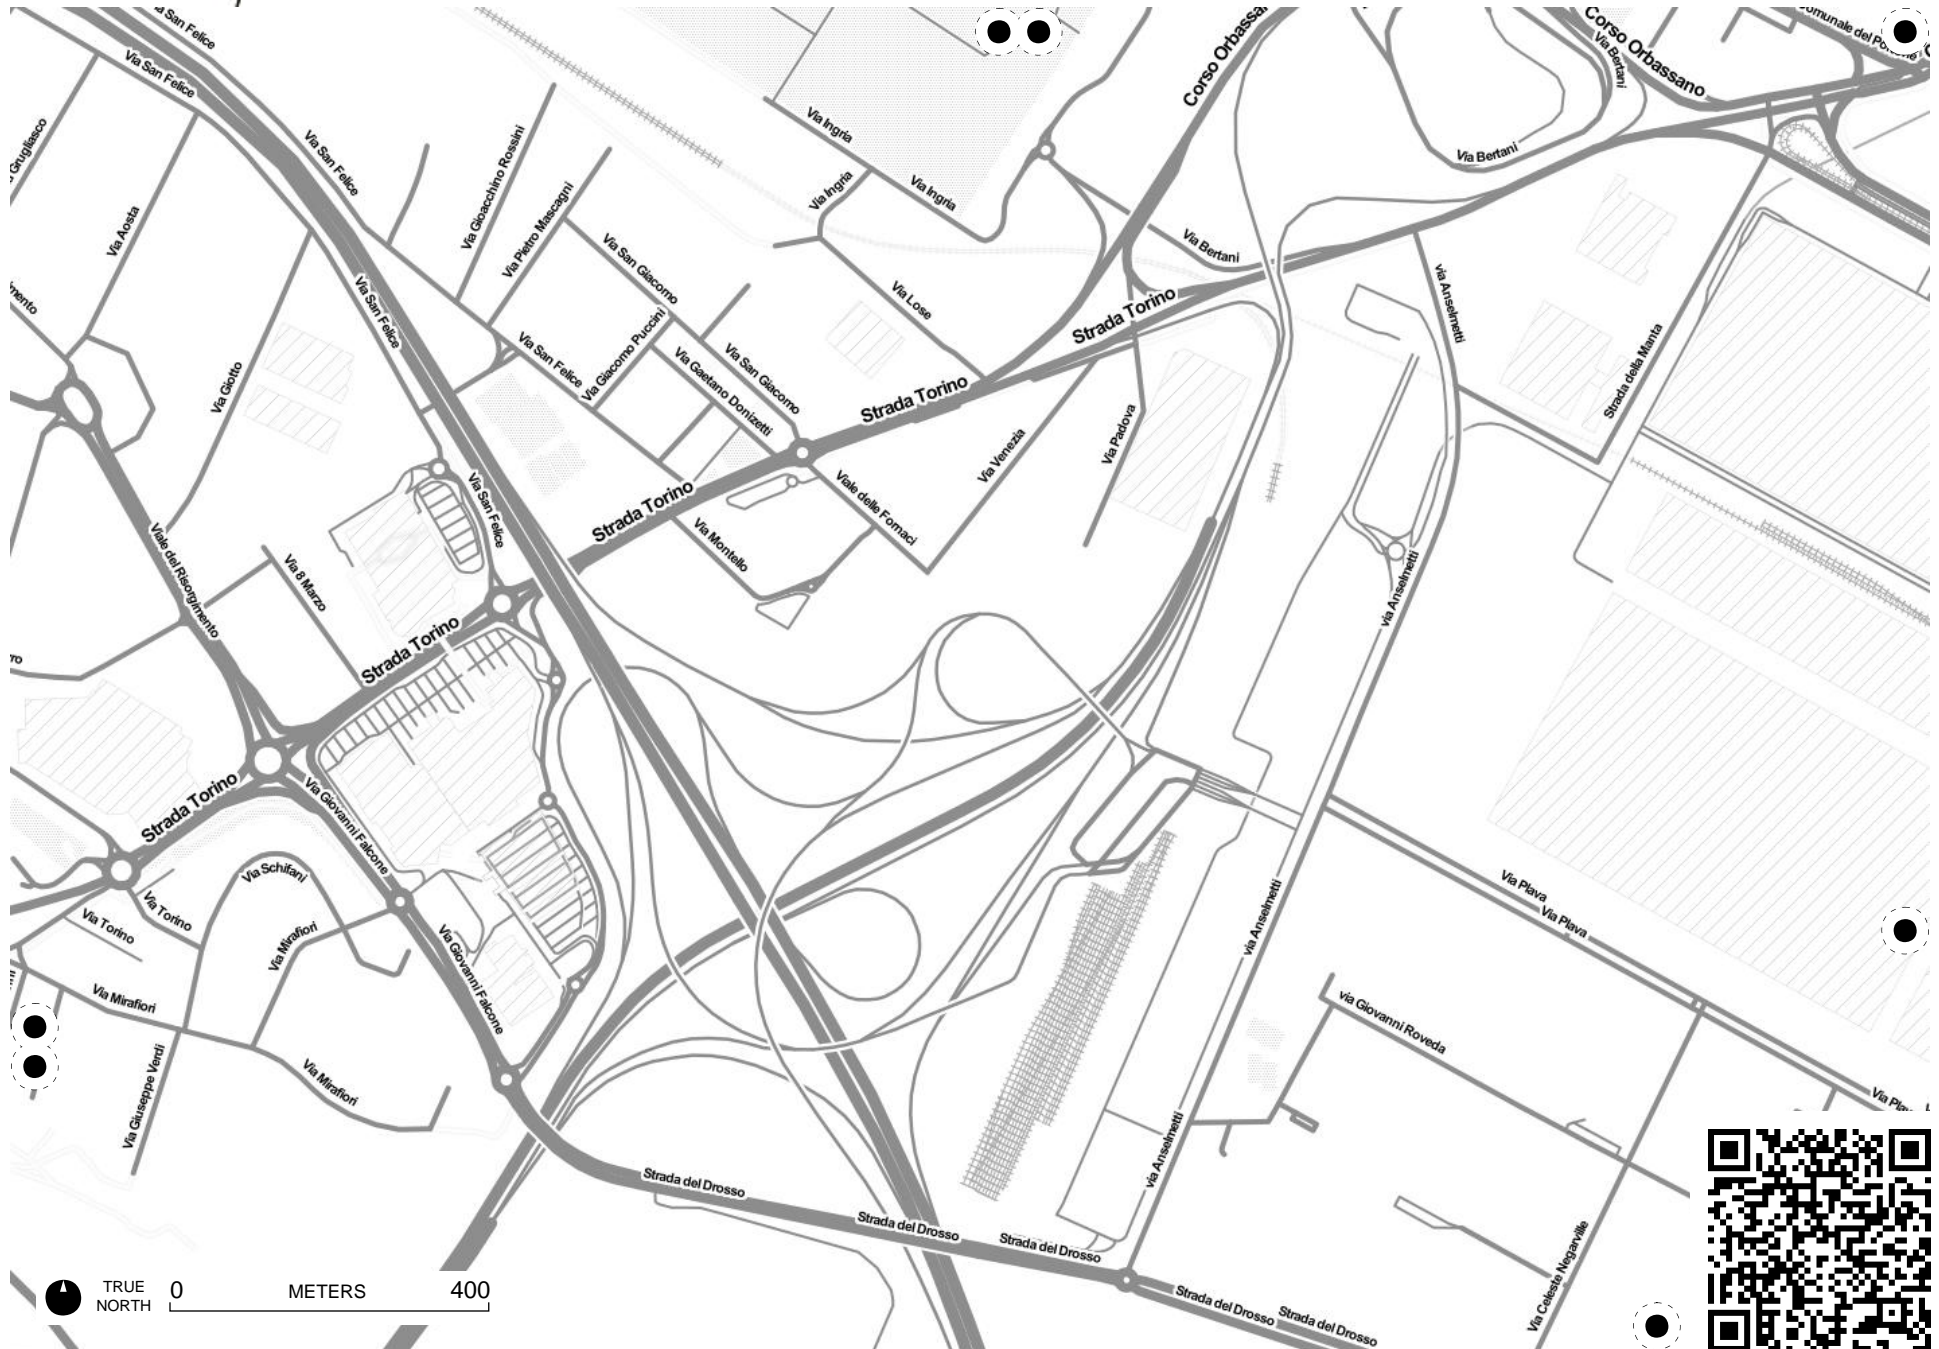 Via San Felice
Corso Orbassano
Via Bertani
Via San Felice
Via Ingria
Via San Felice
Via Gioacchino Rossini
Via Ingria
Via Ingria
Via Bertani
Via Aosta
Via Pietro Mascagni
Via San Giacomo
Via Bertani
Via San Felice
Via Lose
Strada Torino
via Anselmetti
Via Giacomo Puccini
Via San Felice
Via San Giacomo
Via Gaetano Donizetti
Strada della Manta
Via Giotto
Strada Torino
Via Venezia
Via Padova
Via San Felice
Strada Torino
Viale delle Fornaci
Via Montello
Viale del Risorgimento
Via 8 Marzo
via Anselmetti
Strada Torino
Strada Torino
Via Giovanni Falcone
Via Schifani
Via Plava
Via Plava
Via Torino
Via Torino
Via Mirafiori
Via Giovanni Falcone
via Anselmetti
Via Mirafiori
via Giovanni Roveda
Via Giuseppe Verdi
Via Mirafiori
via Anselmetti
Strada del Drosso
Strada del Drosso
Strada del Drosso
Strada del Drosso
Strada del Drosso
Via Celeste Negarville
TRUE
NORTH
0 METERS 400